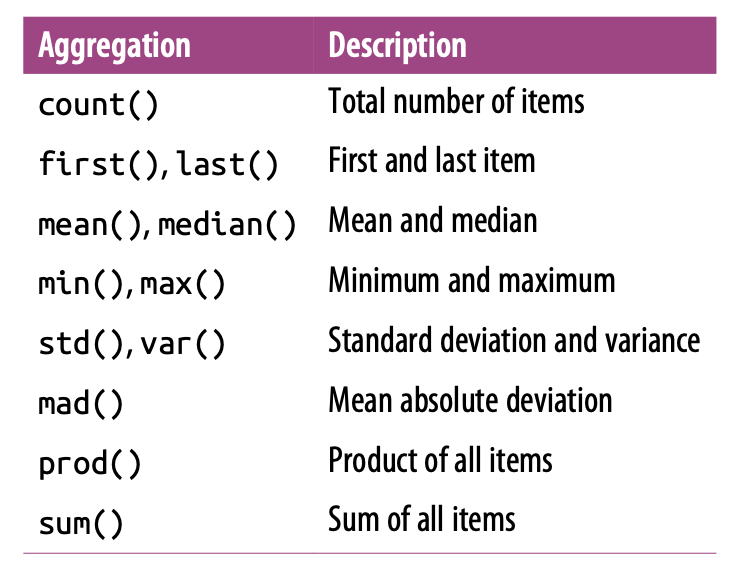 Aggregation Description
count() Total number of items
first(), last() First and last item
mean(), median() Mean and median
min(), max() Minimum and maximum
std(), var() Standard deviation and variance
mad() Mean absolute deviation
prod() Product of all items
sum() Sum of all items